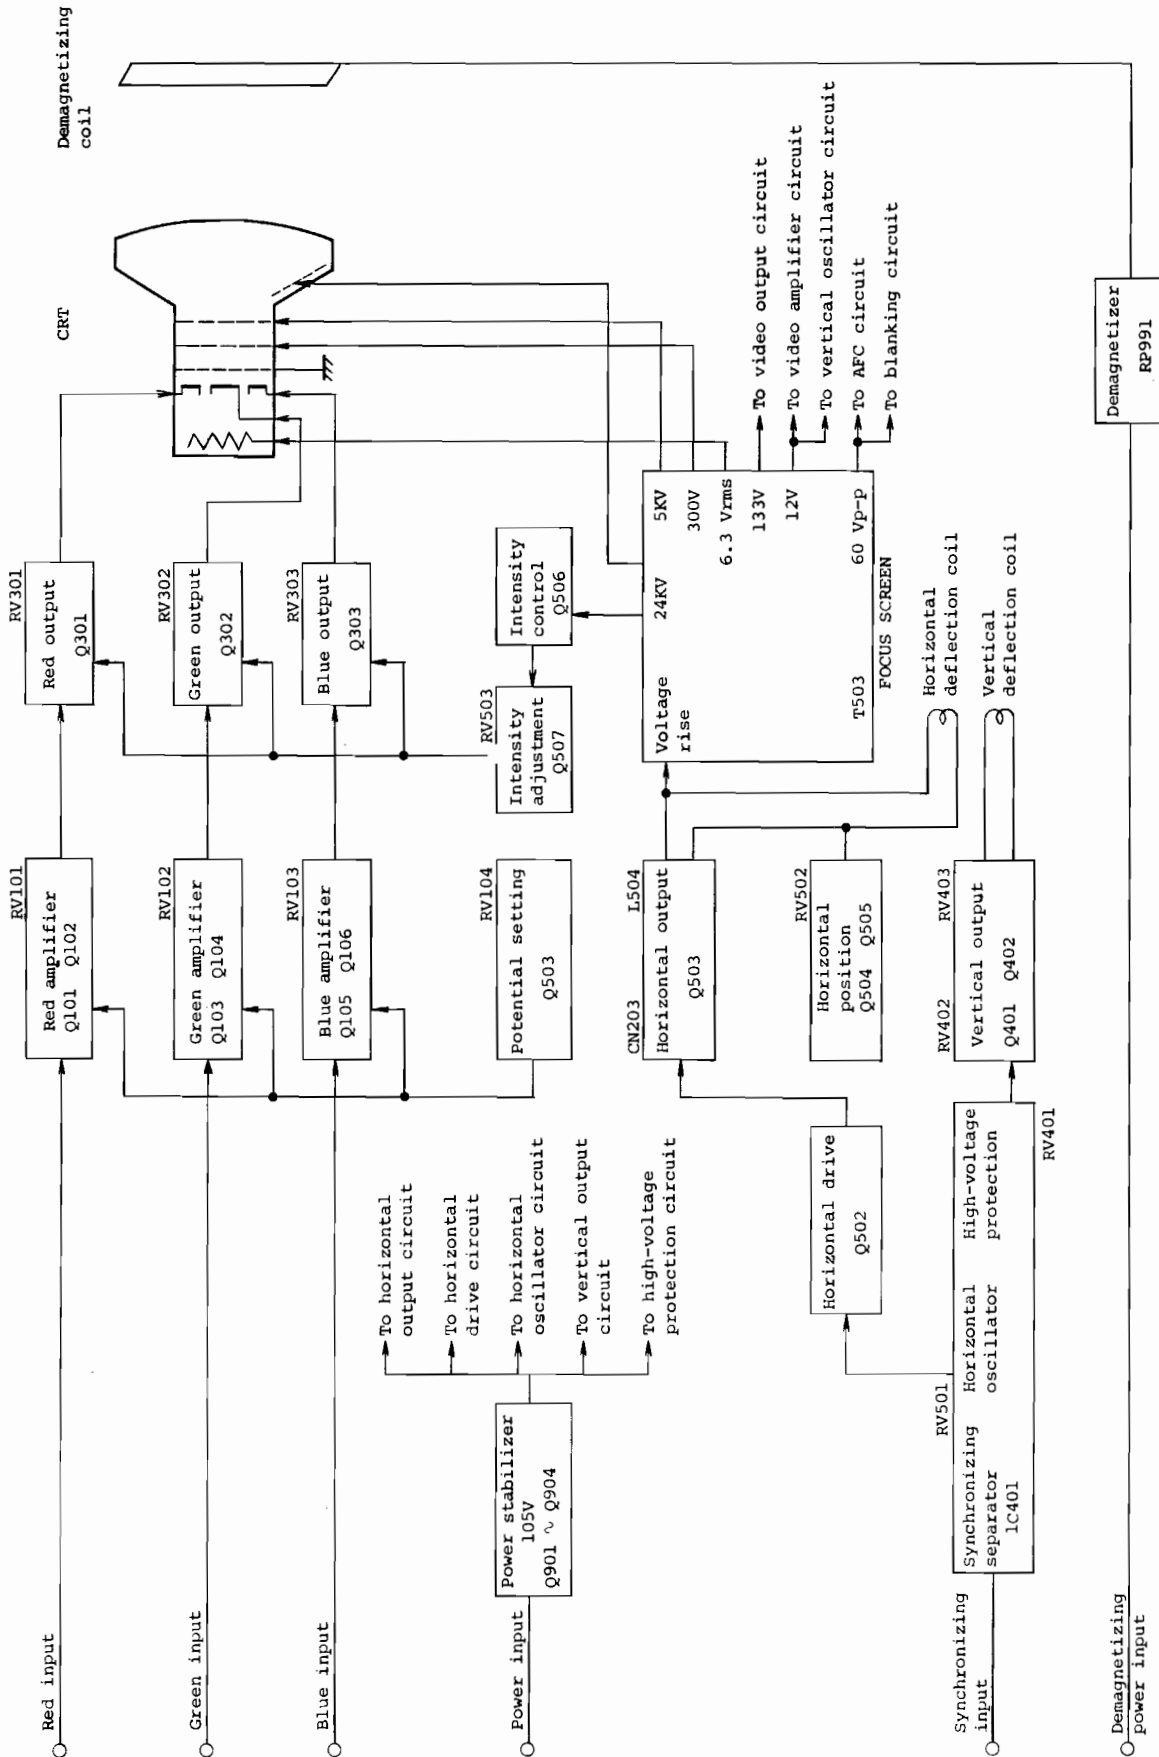 Red input
RV101
Red amplifier
Q101 Q102
RV301
Red output
Q301
CRT
Demagnetizing
coil
Green input
RV102
Green amplifier
Q103 Q104
RV302
Green output
Q302
Blue input
RV103
Blue amplifier
Q105 Q106
RV303
Blue output
Q303
Power input
Power stabilizer
105V
Q901 ~ Q904
To horizontal
output circuit
To horizontal
drive circuit
To horizontal
oscillator circuit
To vertical output
circuit
To high-voltage
protection circuit
RV104
Potential setting
Q503
RV503
Intensity
adjustment
Q507
Intensity
control
Q506
CN203
L504
Horizontal output
Q503
Voltage
rise
24KV
5KV
300V
6.3 Vrms
133V
12V
60 Vp-p
T503
FOCUS SCREEN
To video output circuit
To video amplifier circuit
To vertical oscillator circuit
To AFC circuit
To blanking circuit
Horizontal drive
Q502
RV502
Horizontal
position
Q504 Q505
Horizontal
deflection coil
Vertical
deflection coil
Synchronizing
input
RV501
Synchronizing
separator
1C401
Horizontal
oscillator
High-voltage
protection
RV401
RV402
RV403
Vertical output
Q401 Q402
Demagnetizing
power input
Demagnetizer
RP991